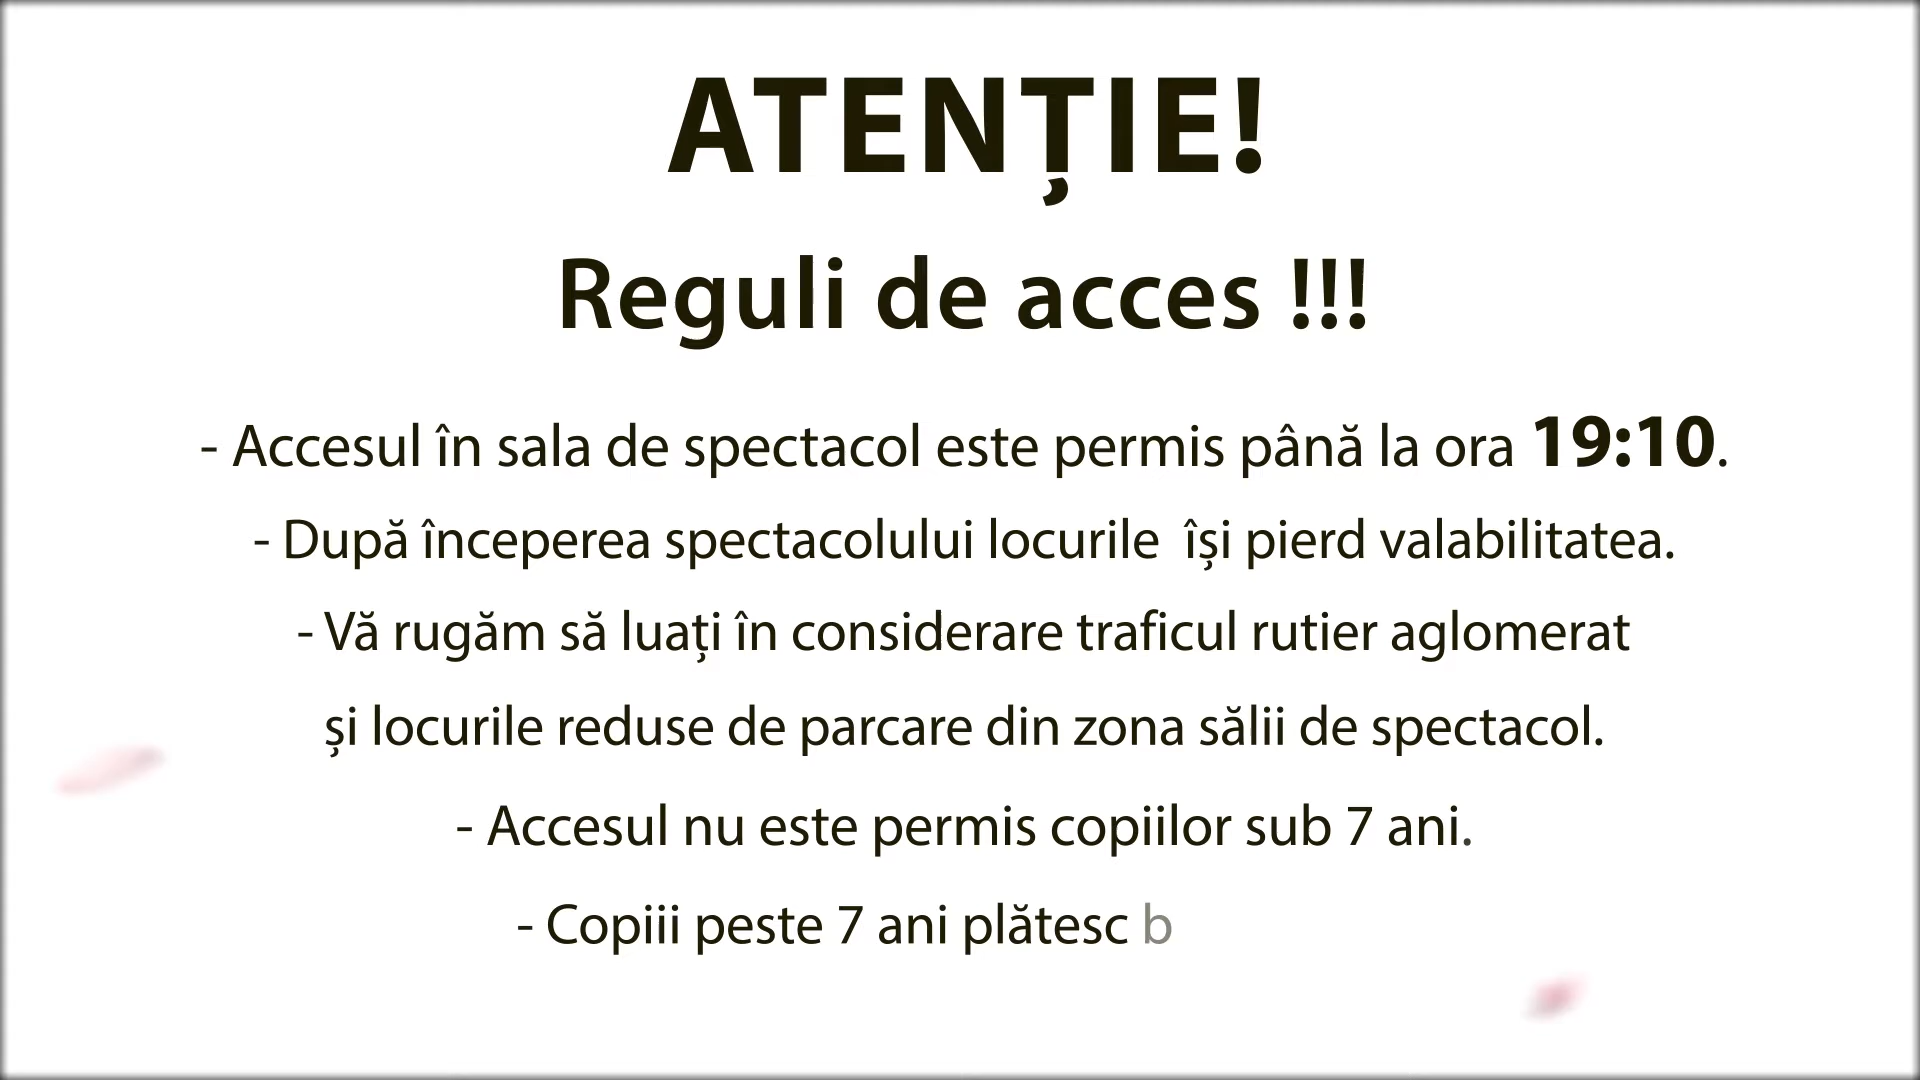 ATENȚIE!
Reguli de acces !!!
- Accesul în sala de spectacol este permis până la ora 19:10.
- După începerea spectacolului locurile îşi pierd valabilitatea.
- Vă rugăm să luați în considerare traficul rutier aglomerat
și locurile reduse de parcare din zona sălii de spectacol.
- Accesul nu este permis copiilor sub 7 ani.
- Copiii peste 7 ani plătesc b